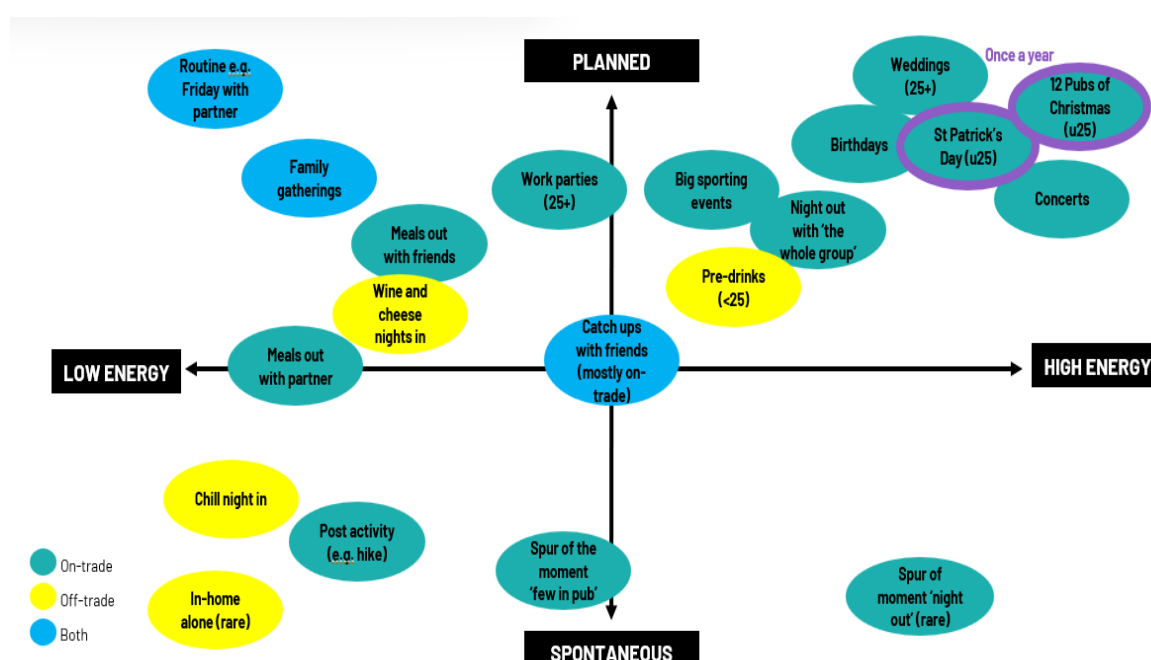 PLANNED
Once a year
Routine e.g.
Friday with
partner
Weddings
(25+)
12 Pubs of
Christmas
(u25)
Birthdays
St Patrick's
Day (u25)
Family
gatherings
Work parties
(25+)
Big sporting
events
Concerts
Meals out
with friends
Night out
with 'the
whole group'
Wine and
cheese
nights in
Pre-drinks
(<25)
Catch ups
with friends
(mostly on-
trade)
Meals out
with partner
LOW ENERGY
HIGH ENERGY
Chill night in
Post activity
(e.g. hike)
Spur of the
moment
'few in pub'
Spur of
moment 'night
out' (rare)
In-home
alone (rare)
On-trade
Off-trade
Both
SPONTANEOUS